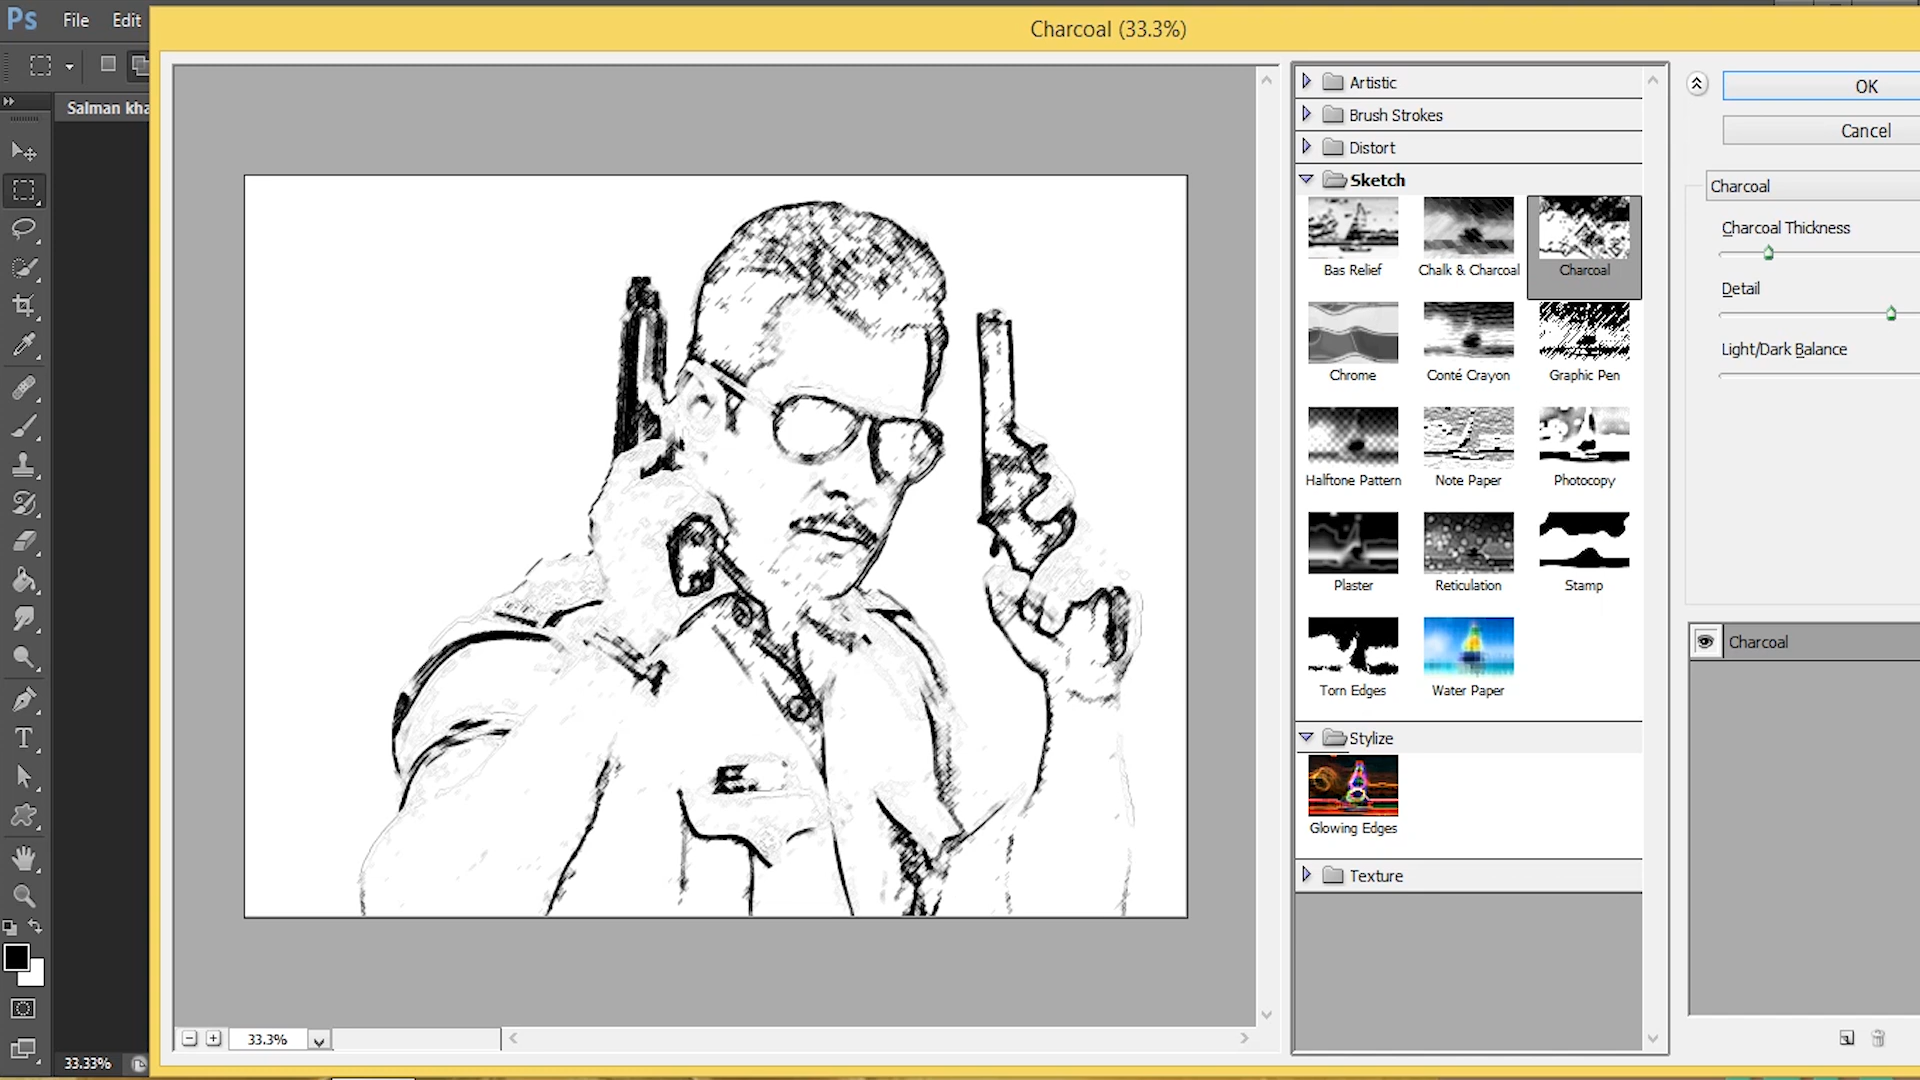 Ps File Edit
Charcoal (33.3%)
Salman kha
Artistic
Brush Strokes
Distort
Sketch
Bas Relief Chalk & Charcoal Charcoal
Chrome Conté Crayon Graphic Pen
Halftone Pattern Note Paper Photocopy
Plaster Reticulation Stamp
Torn Edges Water Paper
Stylize
Glowing Edges
Texture
OK
Cancel
Charcoal
Charcoal Thickness
Detail
Light/Dark Balance
Charcoal
33.3%
33.33%